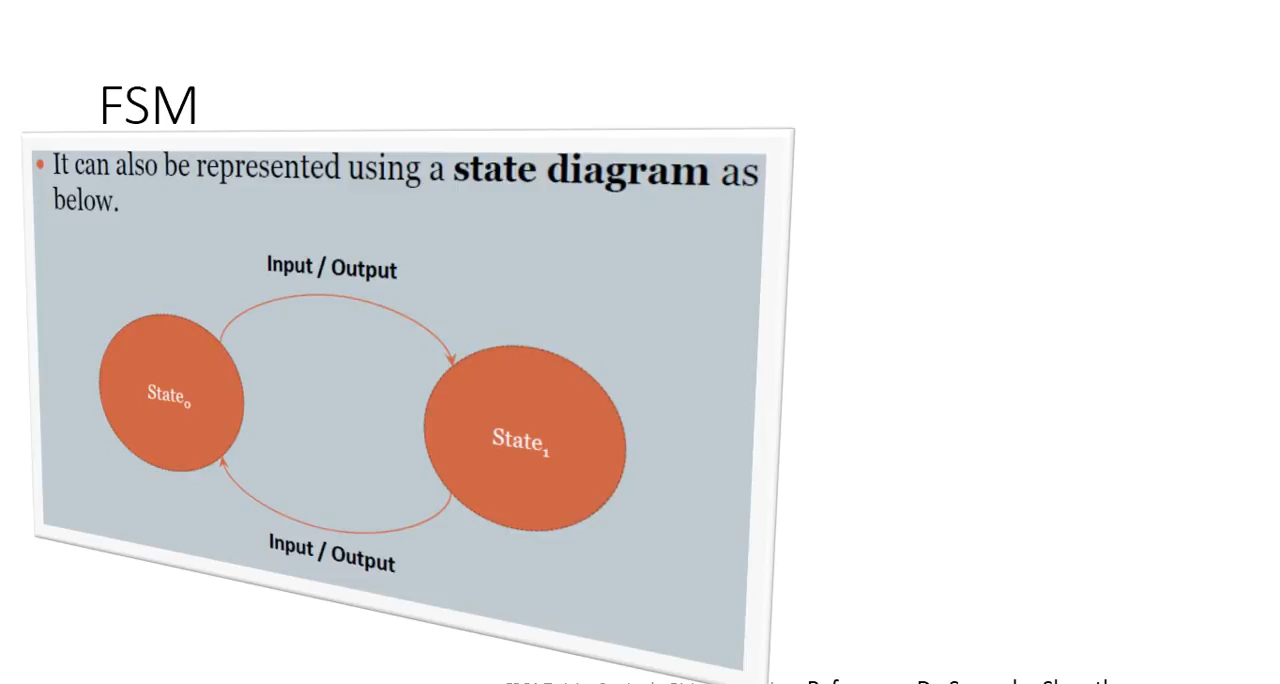 FSM
• It can also be represented using a state diagram as
below.
Input / Output
State₀
State₁
Input / Output